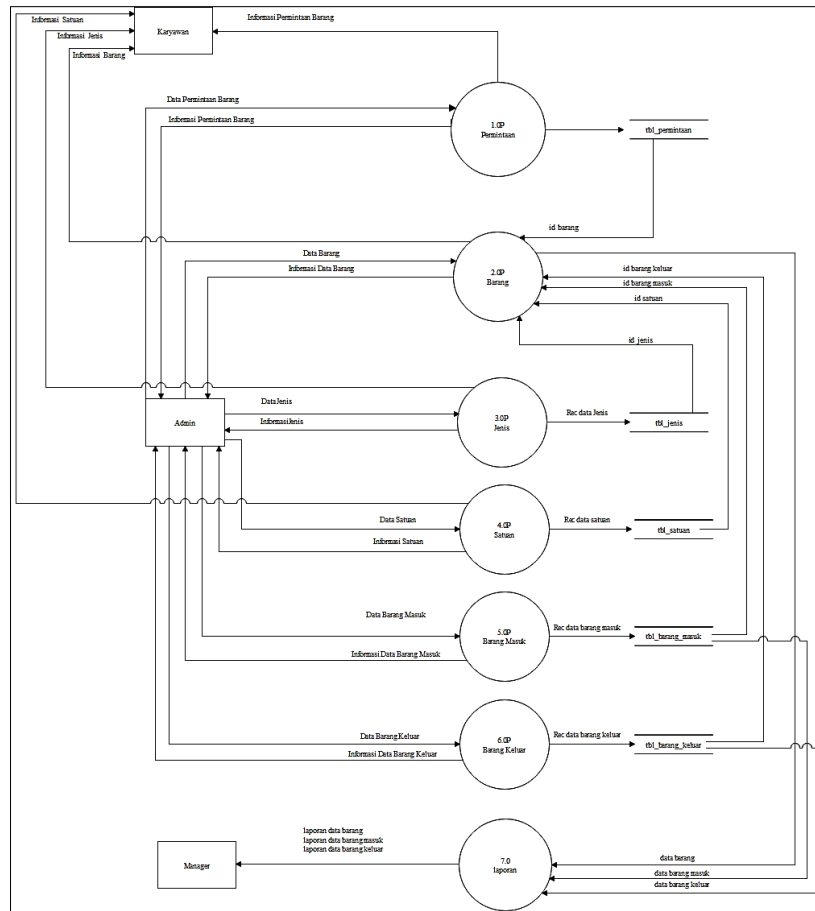 Informasi Satuan
Informasi Jenis
Informasi Barang
Karyawan
Informasi Permintaan Barang
Data Permintaan Barang
Informasi Permintaan Barang
1.0P
Permintaan
tbl_permintaan
id barang
Data Barang
Informasi Data Barang
2.0P
Barang
id barang keluar
id barang masuk
id satuan
id jenis
Admin
Data Jenis
Informasi Jenis
3.0P
Jenis
Rec data Jenis
tbl_jenis
Data Satuan
Informasi Satuan
4.0P
Satuan
Rec data satuan
tbl_satuan
Data Barang Masuk
Informasi Data Barang Masuk
5.0P
Barang Masuk
Rec data barang masuk
tbl_barang_masuk
Data Barang Keluar
Informasi Data Barang Keluar
6.0P
Barang Keluar
Rec data barang keluar
tbl_barang_keluar
Manager
laporan data barang
laporan data barang masuk
laporan data barang keluar
7.0
laporan
data barang
data barang masuk
data barang keluar